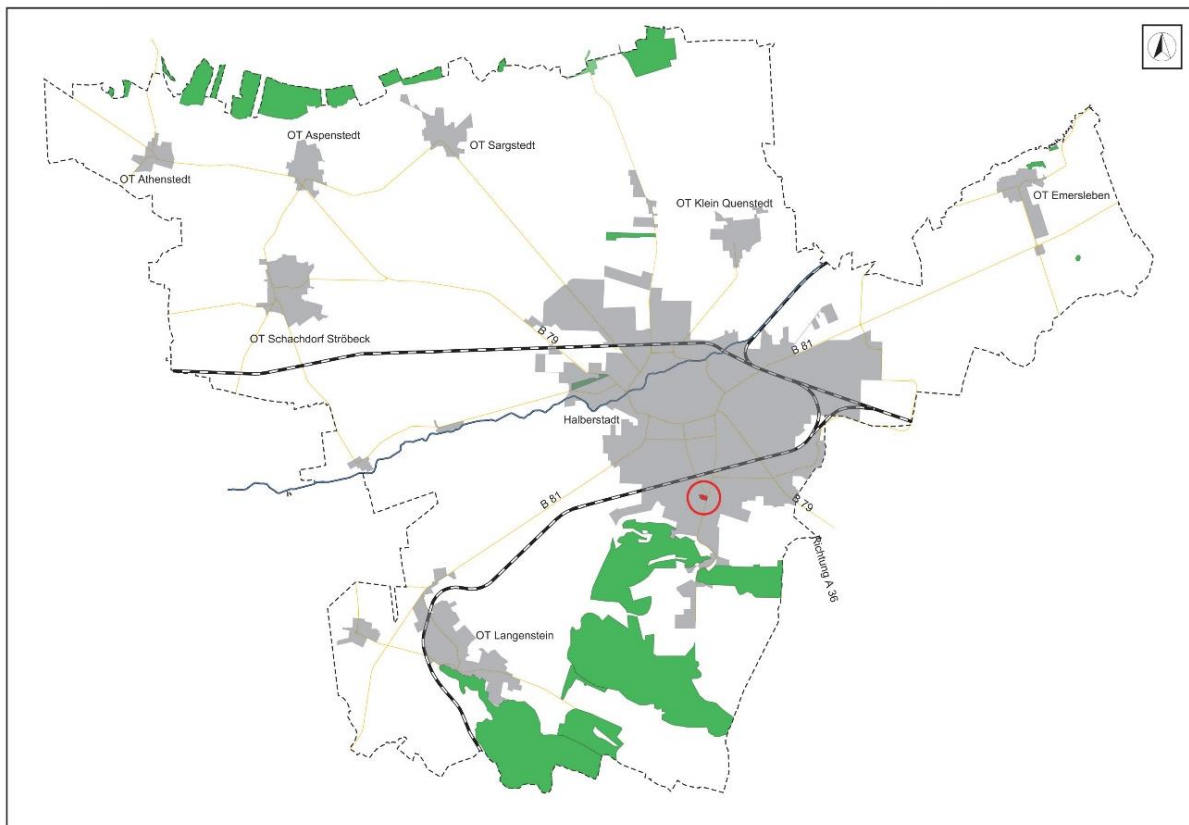 OT Aspenstedt
OT Sargstedt
OT Athenstedt
OT Klein Quenstedt
OT Emersleben
OT Schachdorf Ströbeck
B 79
B 81
Halberstadt
B 81
B 79
Richtung A 36
OT Langenstein